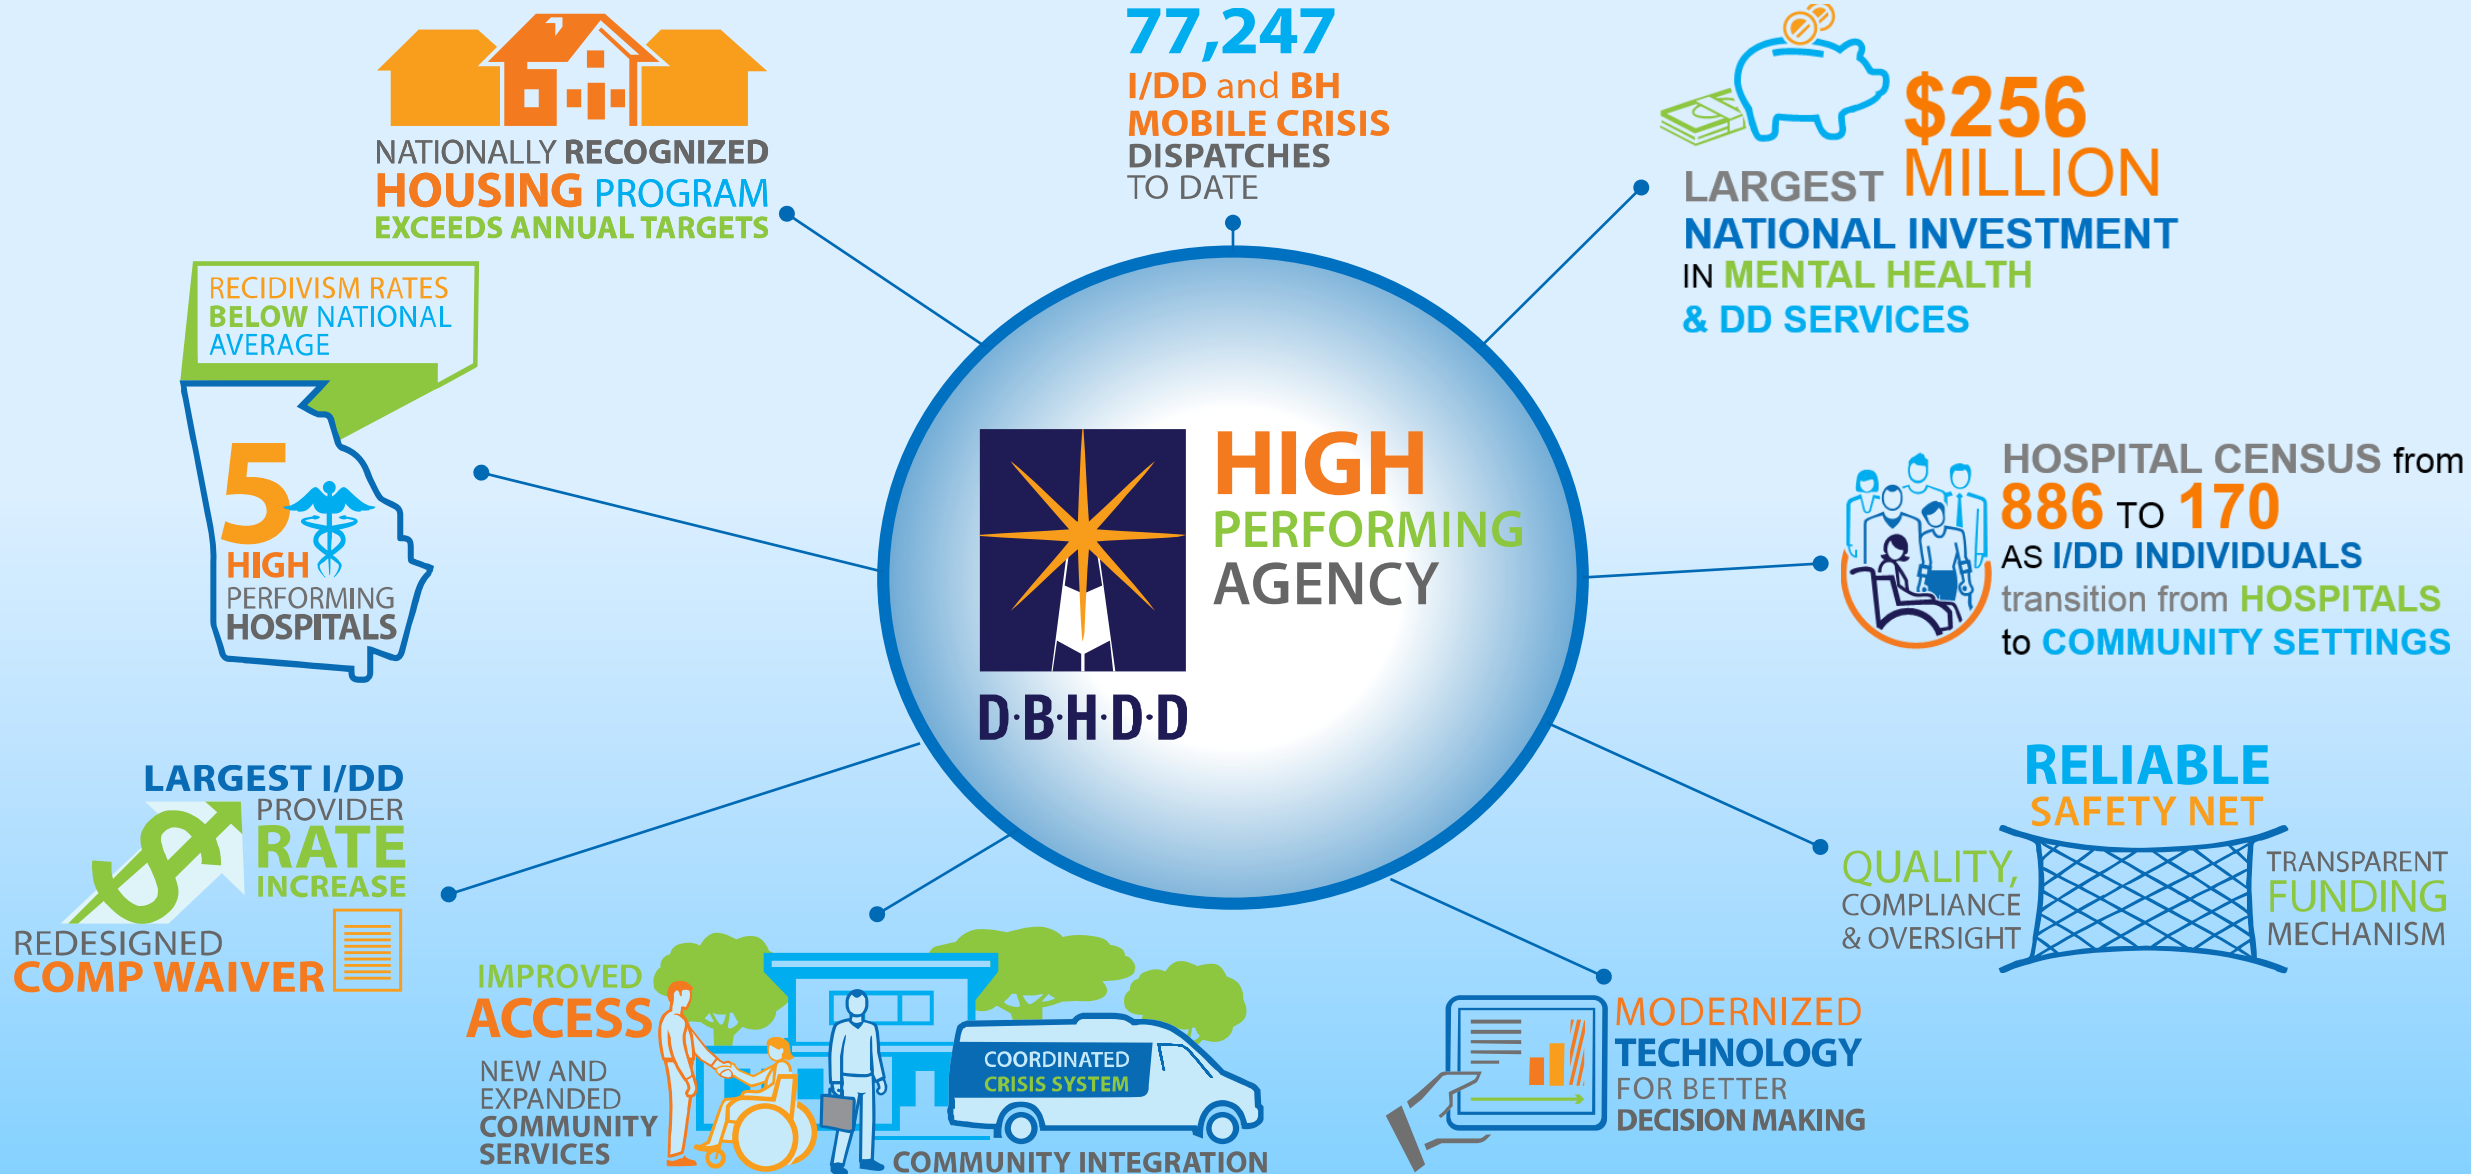 NATIONALLY RECOGNIZED
HOUSING PROGRAM
EXCEEDS ANNUAL TARGETS
77,247
I/DD and BH
MOBILE CRISIS
DISPATCHES
TO DATE
$256
MILLION
LARGEST
NATIONAL INVESTMENT
IN MENTAL HEALTH
& DD SERVICES
RECIDIVISM RATES
BELOW NATIONAL
AVERAGE
5
HIGH
PERFORMING
HOSPITALS
HIGH
PERFORMING
AGENCY
D·B·H·D·D
HOSPITAL CENSUS from
886 TO 170
AS I/DD INDIVIDUALS
transition from HOSPITALS
to COMMUNITY SETTINGS
LARGEST I/DD
PROVIDER
RATE
INCREASE
REDESIGNED
COMP WAIVER
RELIABLE
SAFETY NET
QUALITY,
COMPLIANCE
& OVERSIGHT
TRANSPARENT
FUNDING
MECHANISM
IMPROVED
ACCESS
NEW AND
EXPANDED
COMMUNITY
SERVICES
COORDINATED
CRISIS SYSTEM
COMMUNITY INTEGRATION
MODERNIZED
TECHNOLOGY
FOR BETTER
DECISION MAKING